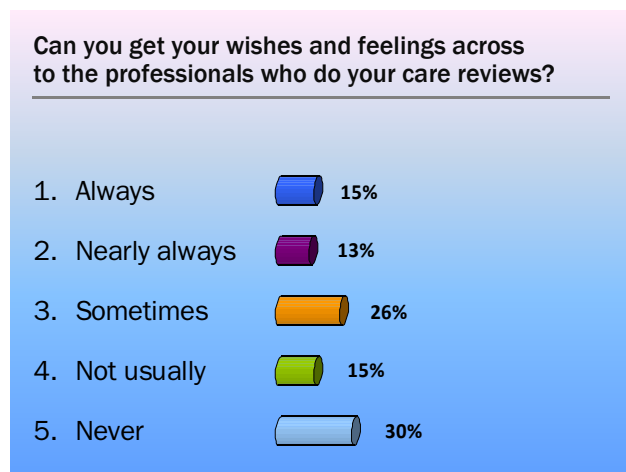 Can you get your wishes and feelings across
to the professionals who do your care reviews?
1. Always 15%
2. Nearly always 13%
3. Sometimes 26%
4. Not usually 15%
5. Never 30%